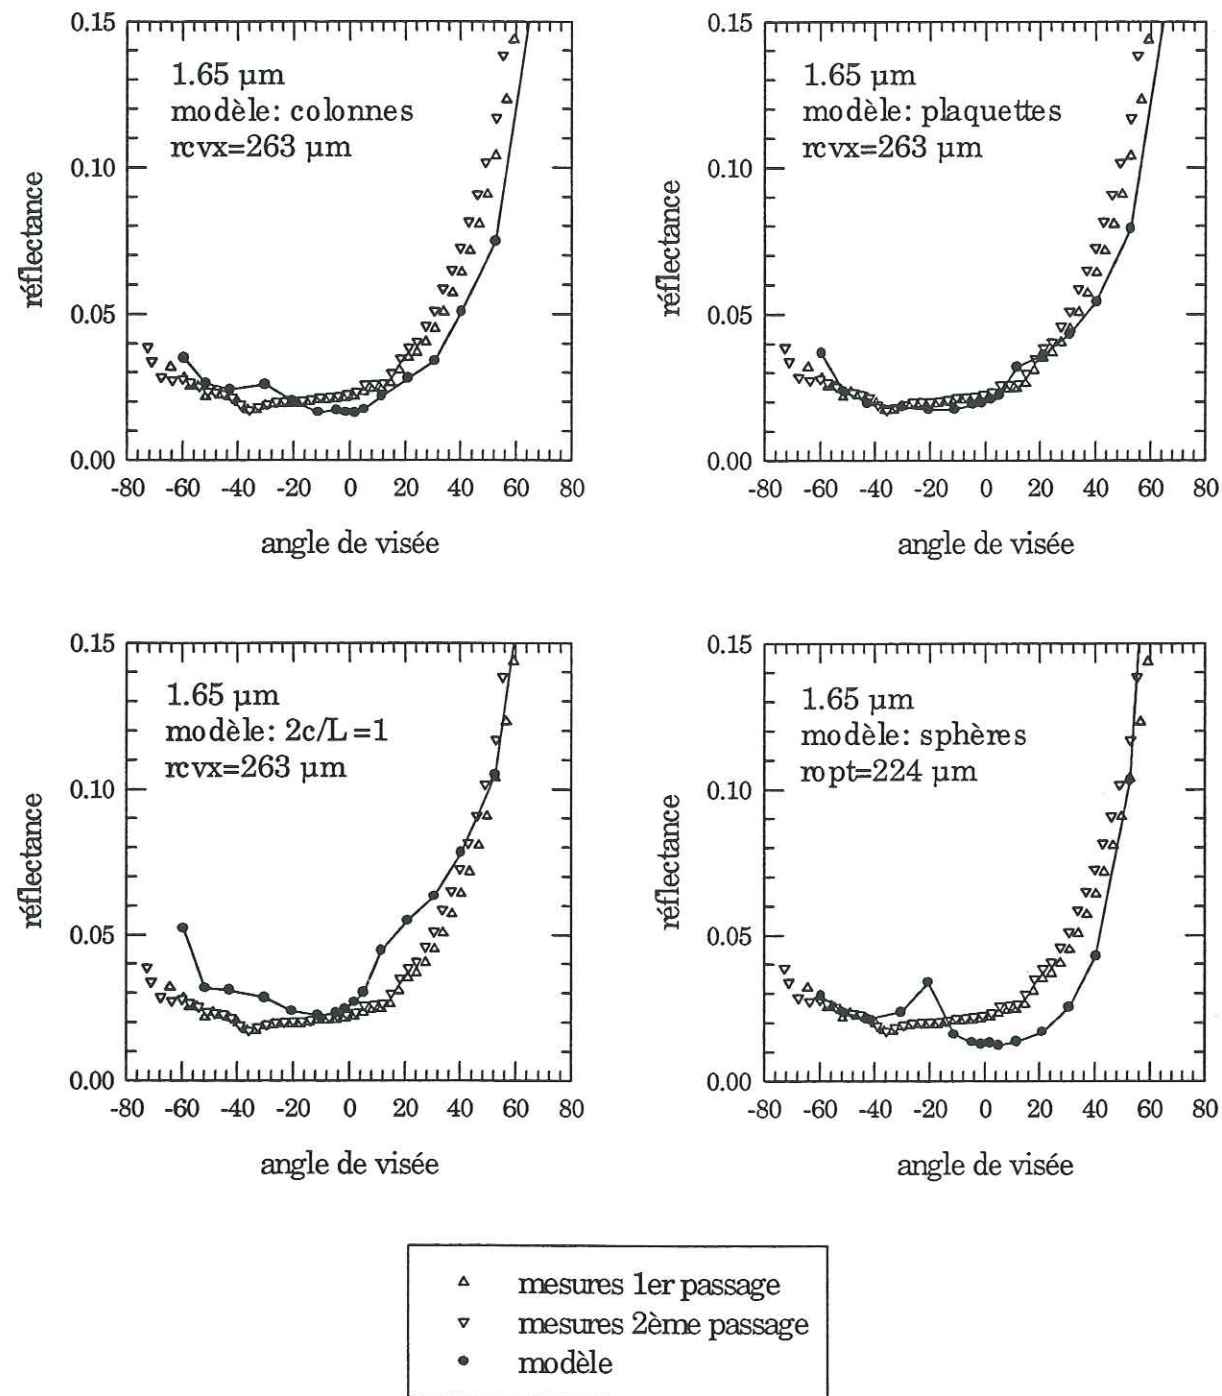 0.15
0.10
0.05
0.00
réflectance
1.65 µm
modèle: colonnes
rcvx=263 µm
-80 -60 -40 -20 0 20 40 60 80
angle de visée
0.15
0.10
0.05
0.00
réflectance
1.65 µm
modèle: plaquettes
rcvx=263 µm
-80 -60 -40 -20 0 20 40 60 80
angle de visée
0.15
0.10
0.05
0.00
réflectance
1.65 µm
modèle: 2c/L=1
rcvx=263 µm
-80 -60 -40 -20 0 20 40 60 80
angle de visée
0.15
0.10
0.05
0.00
réflectance
1.65 µm
modèle: sphères
ropt=224 µm
-80 -60 -40 -20 0 20 40 60 80
angle de visée
mesures 1er passage
mesures 2ème passage
modèle